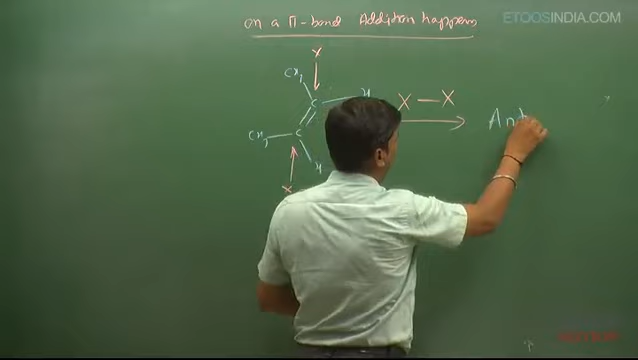 ETOOSINDIA.COM
on a π-bond Addition happens
X
CH3
C H X — X
Ant
CH3 C
H
X